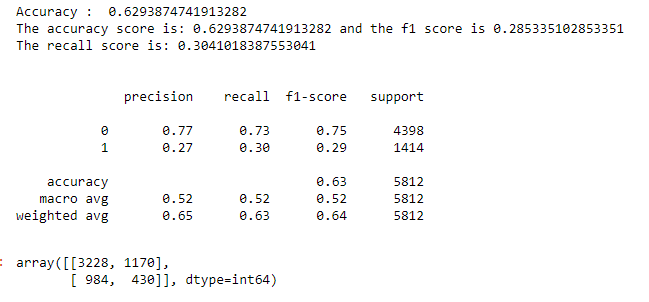 Accuracy :  0.6293874741913282
The accuracy score is: 0.6293874741913282 and the f1 score is 0.285335102853351
The recall score is: 0.3041018387553041
precision    recall  f1-score   support
0       0.77      0.73      0.75      4398
1       0.27      0.30      0.29      1414
accuracy                           0.63      5812
macro avg       0.52      0.52      0.52      5812
weighted avg       0.65      0.63      0.64      5812
: array([[3228, 1170],
[ 984,  430]], dtype=int64)